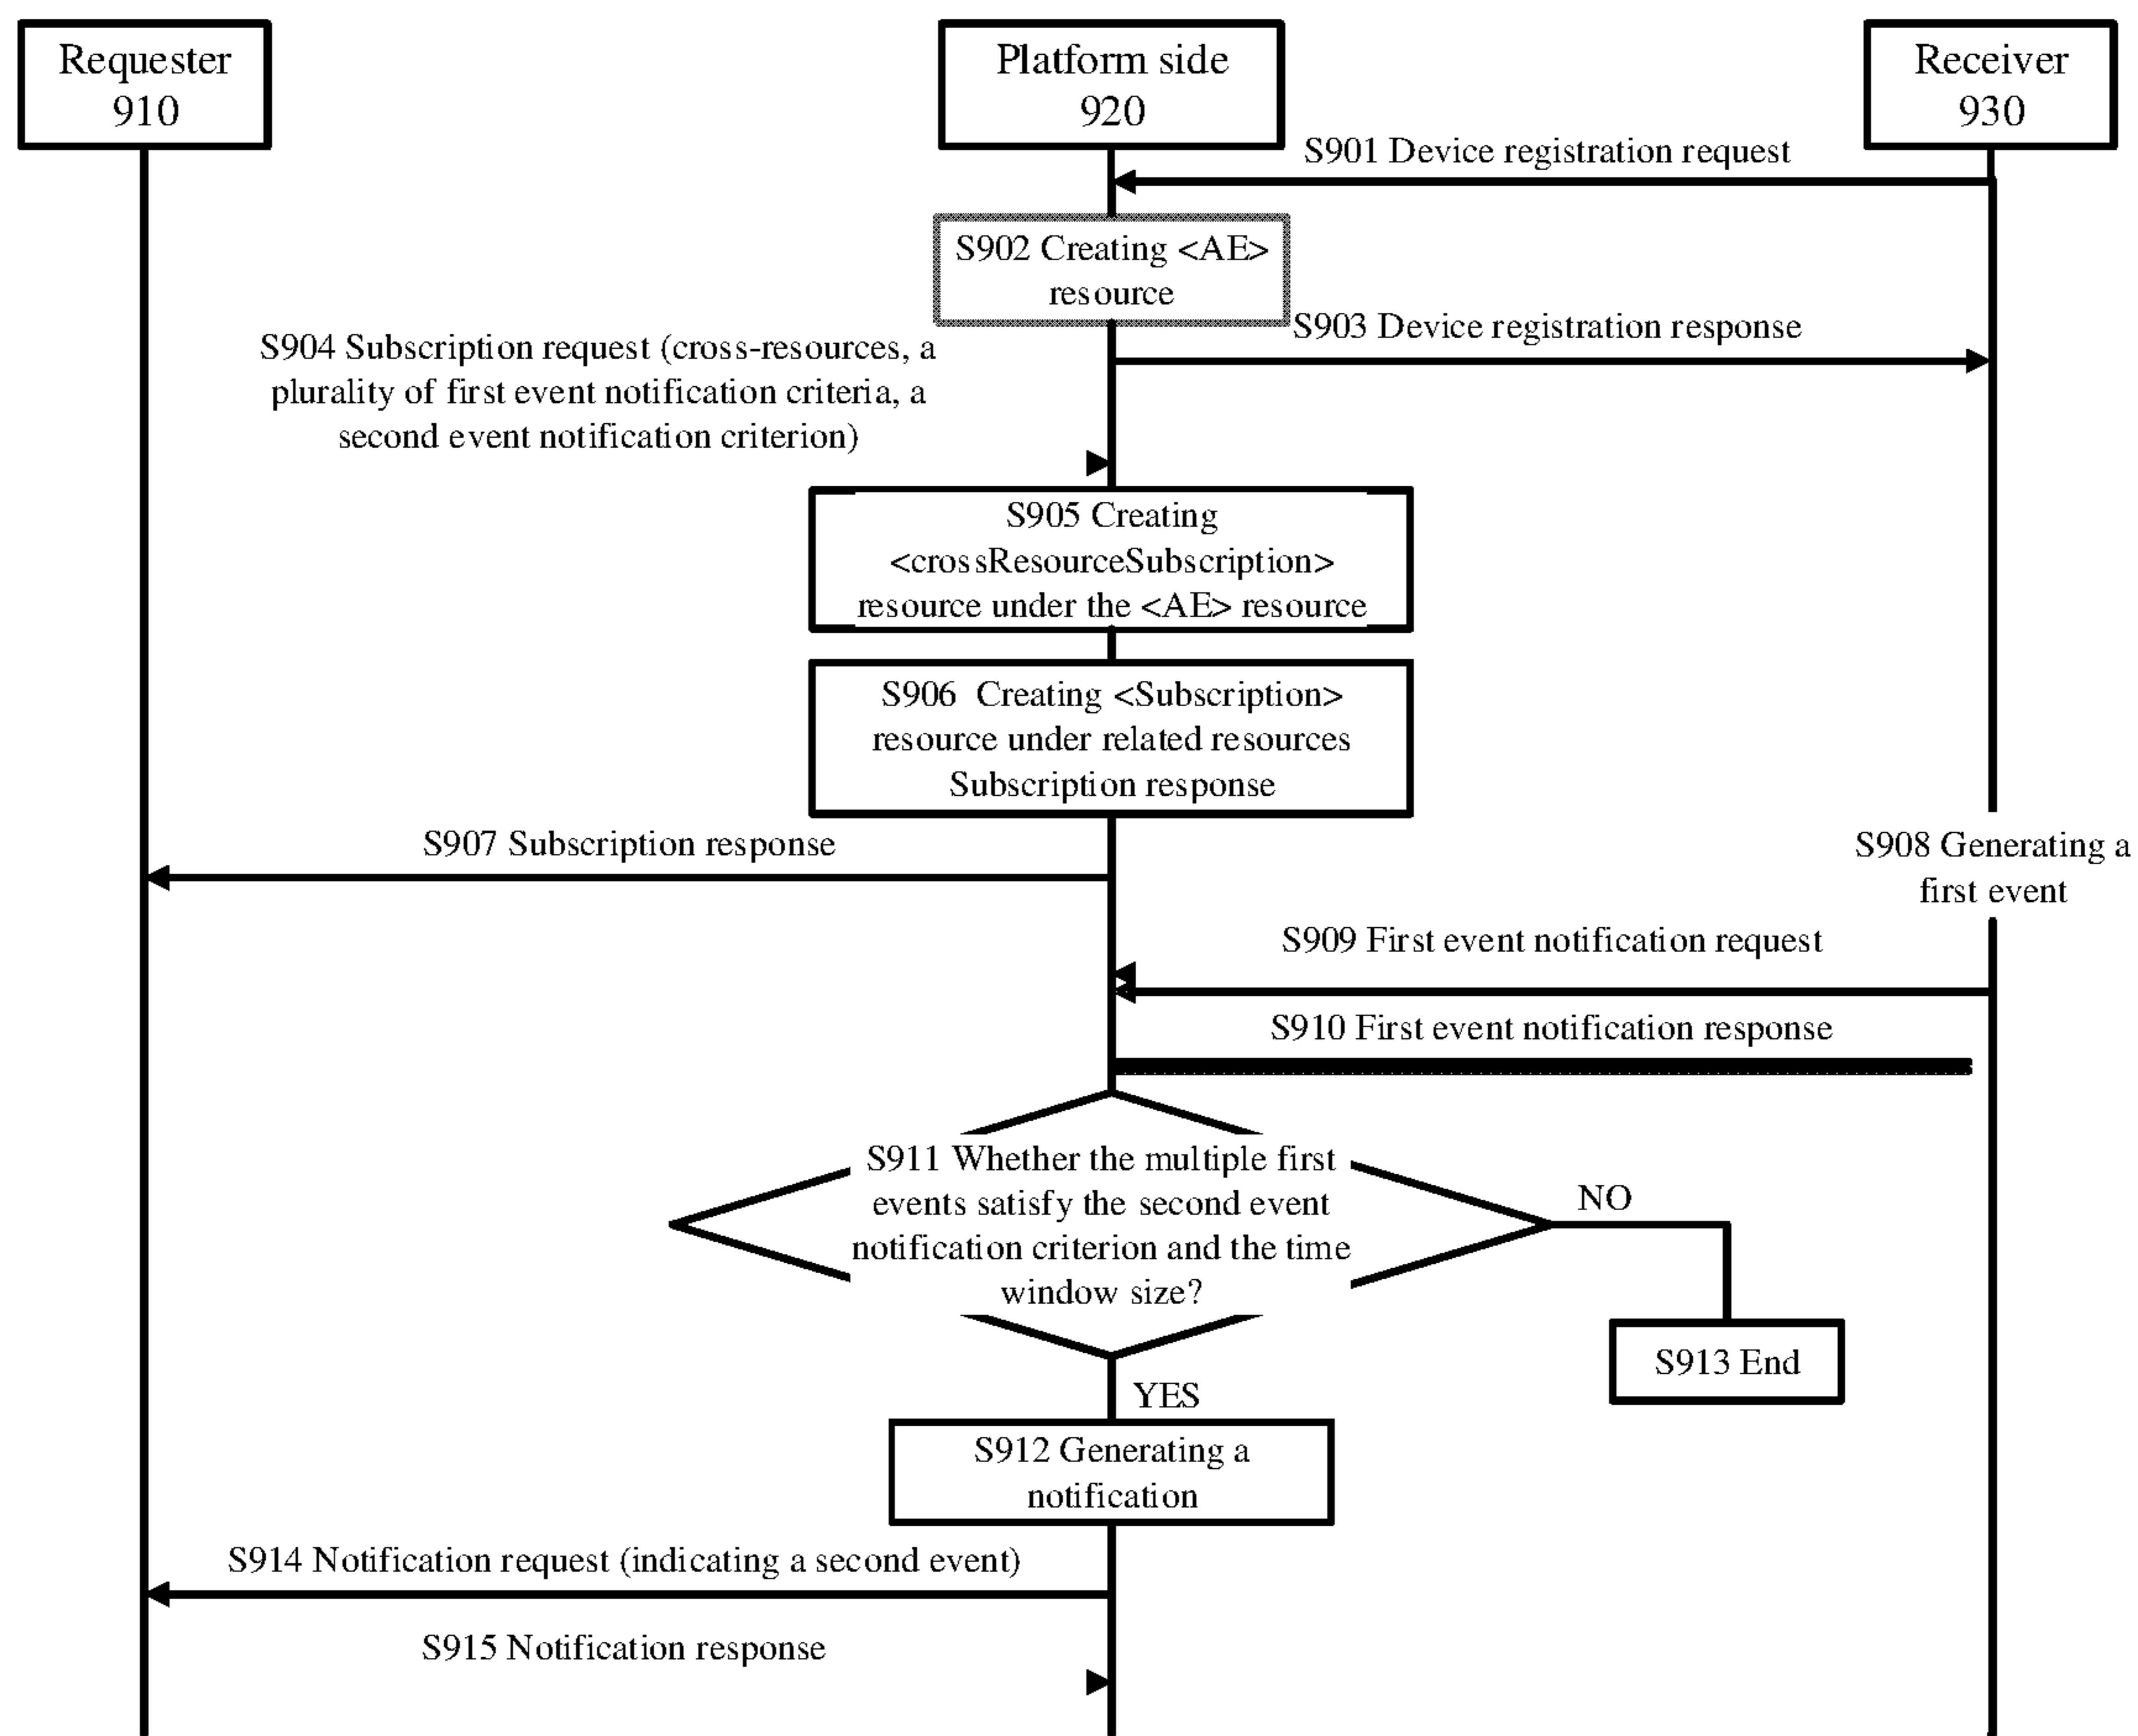 Requester
910
Platform side
920
Receiver
930
S901 Device registration request
S902 Creating <AE>
resource
S903 Device registration response
S904 Subscription request (cross-resources, a
plurality of first event notification criteria, a
second event notification criterion)
S905 Creating
<crossResourceSubscription>
resource under the <AE> resource
S906 Creating <Subscription>
resource under related resources
Subscription response
S907 Subscription response
S908 Generating a
first event
S909 First event notification request
S910 First event notification response
S911 Whether the multiple first
events satisfy the second event
notification criterion and the time
window size?
NO
S913 End
YES
S912 Generating a
notification
S914 Notification request (indicating a second event)
S915 Notification response